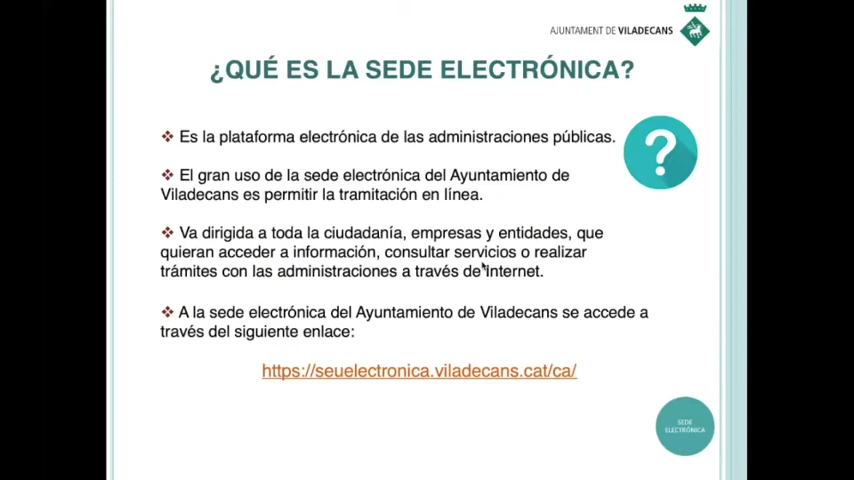 AJUNTAMENT DE VILADECANS
¿QUÉ ES LA SEDE ELECTRÓNICA?
❖ Es la plataforma electrónica de las administraciones públicas.
?
❖ El gran uso de la sede electrónica del Ayuntamiento de
Viladecans es permitir la tramitación en línea.
❖ Va dirigida a toda la ciudadanía, empresas y entidades, que
quieran acceder a información, consultar servicios o realizar
trámites con las administraciones a través de internet.
❖ A la sede electrónica del Ayuntamiento de Viladecans se accede a
través del siguiente enlace:
https://seuelectronica.viladecans.cat/ca/
SEDE
ELECTRÓNICA